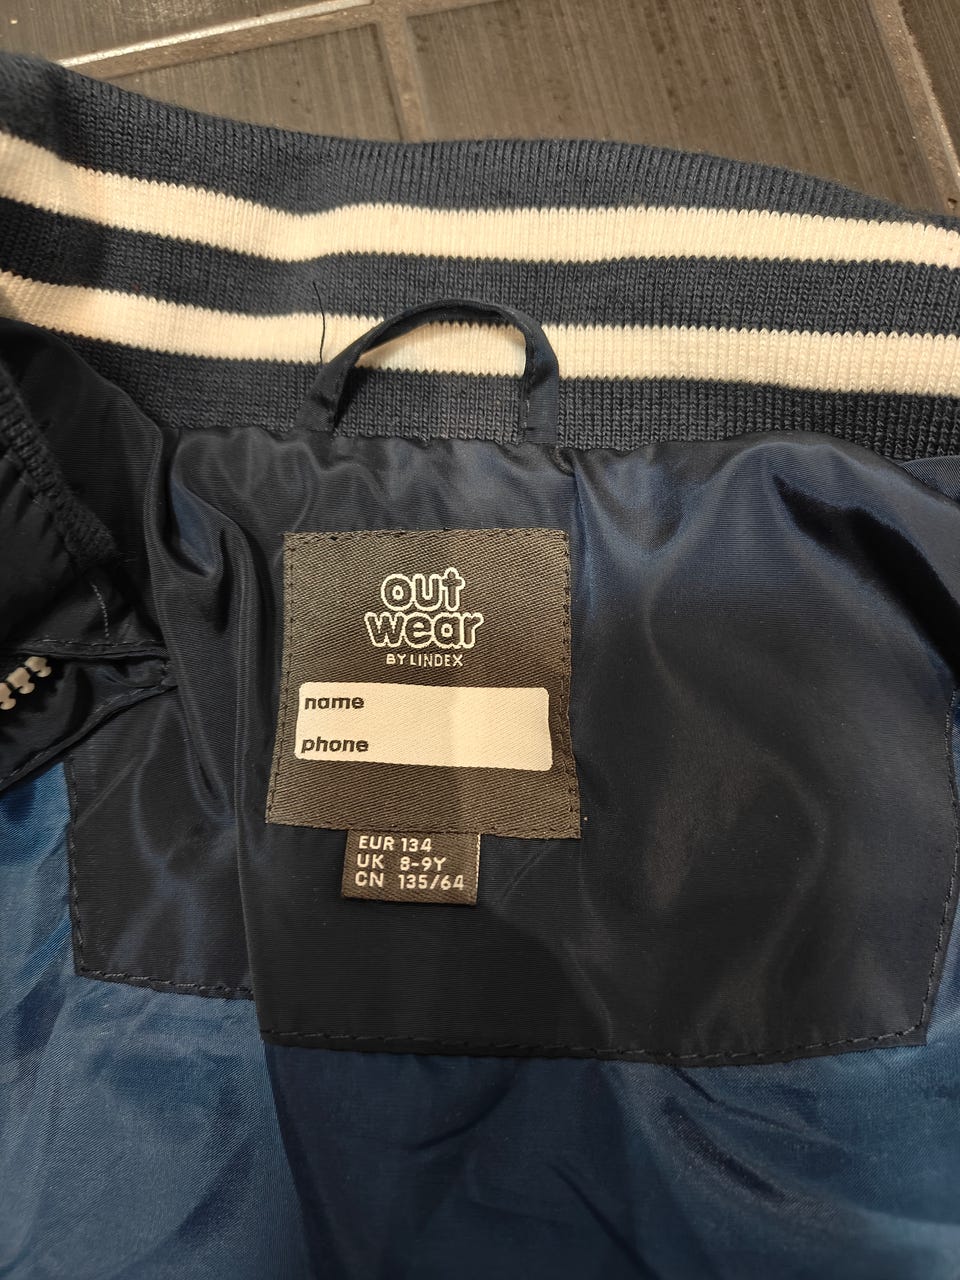 out
wear
BY LINDEX
name
phone
EUR 134
UK 8-9Y
CN 135/64